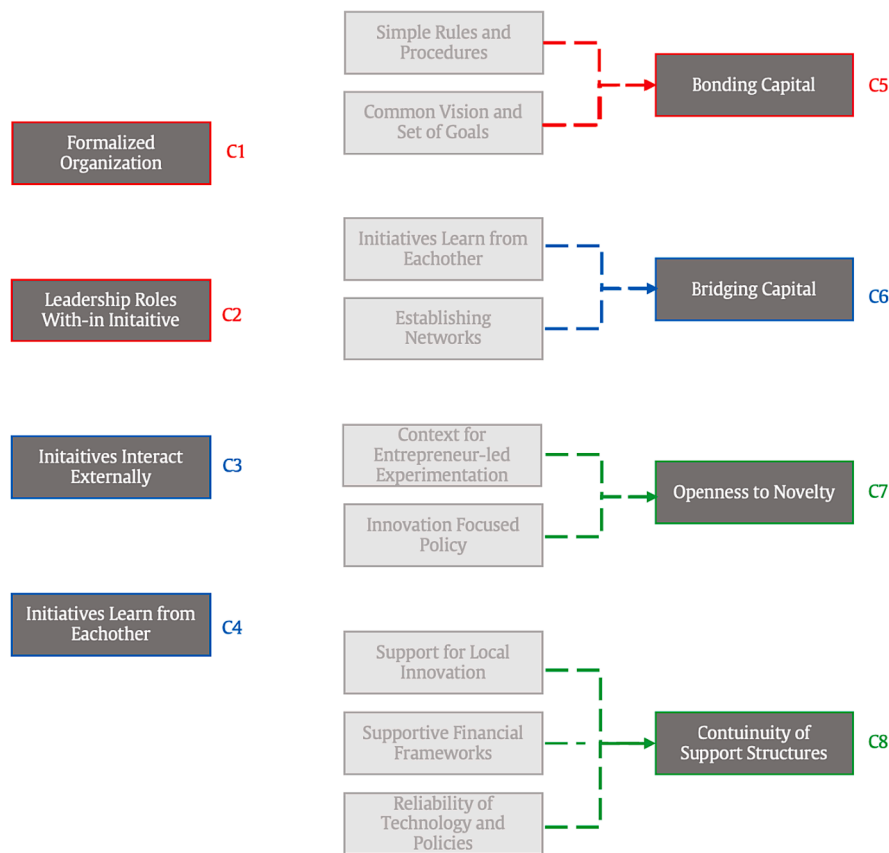 Formalized
Organization
C1
Leadership Roles
With-in Initaitive
C2
Initaitives Interact
Externally
C3
Initiatives Learn from
Eachother
C4
Simple Rules and
Procedures
Common Vision and
Set of Goals
Bonding Capital
C5
Initiatives Learn from
Eachother
Establishing
Networks
Bridging Capital
C6
Context for
Entrepreneur-led
Experimentation
Innovation Focused
Policy
Openness to Novelty
C7
Support for Local
Innovation
Supportive Financial
Frameworks
Reliability of
Technology and
Policies
Contuinuity of
Support Structures
C8